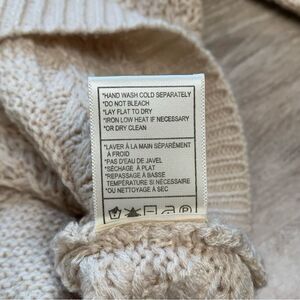 *HAND WASH COLD SEPARATELY
*DO NOT BLEACH
*LAY FLAT TO DRY
*IRON LOW HEAT IF NECESSARY
*OR DRY CLEAN
*LAVER À LA MAIN SÉPARÉMENT
À FROID
*PAS D'EAU DE JAVEL
*SÉCHAGE À PLAT
*REPASSAGE À BASSE
TEMPÉRATURE SI NÉCESSAIRE
*OU NETTOYAGE À SEC
P